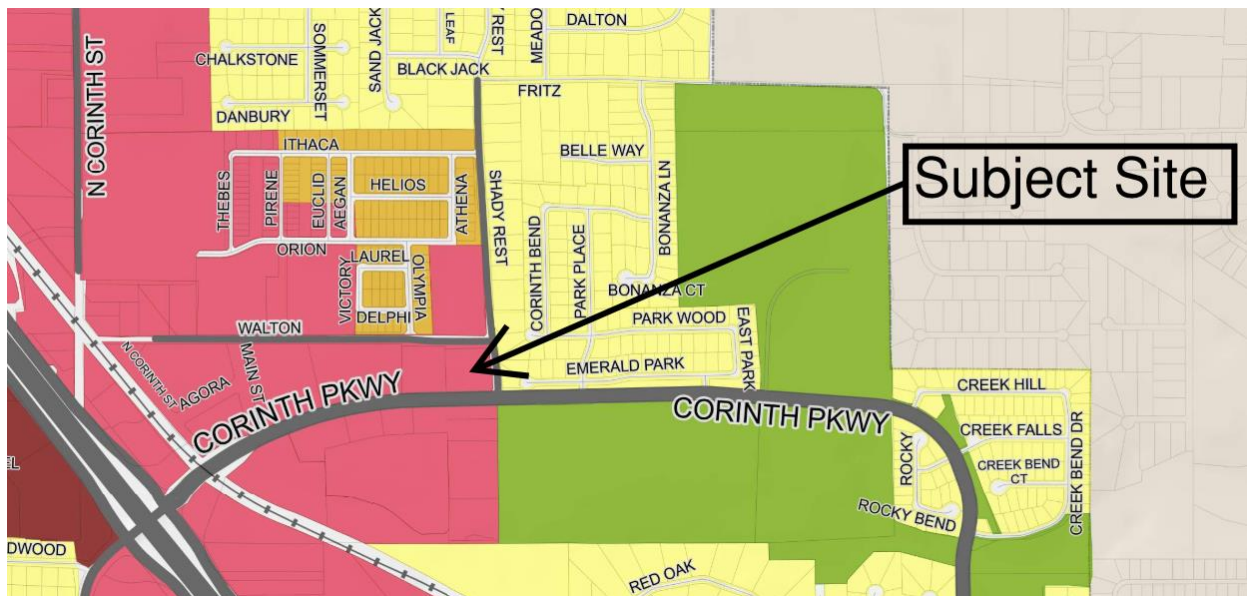 DALTON
MEADO
Y REST
LEAF
SAND JACK
SOMMERSET
CHALKSTONE
BLACK JACK
FRITZ
DANBURY
N CORINTH ST
ITHACA
BELLE WAY
Subject Site
THEBES
PIRENE
EUCLID
AEGAN
HELIOS
ATHENA
SHADY REST
BONANZA LN
CORINTH BEND
PARK PLACE
ORION
LAUREL
VICTORY
OLYMPIA
DELPHI
BONANZA CT
WALTON
PARK WOOD
EAST PARK
EMERALD PARK
N CORINTH ST
AGORA
MAIN ST
CORINTH PKWY
CORINTH PKWY
CREEK HILL
CREEK FALLS
CREEK BEND
CT
CREEK BEND DR
ROCKY
ROCKY BEND
EL
DWOOD
RED OAK